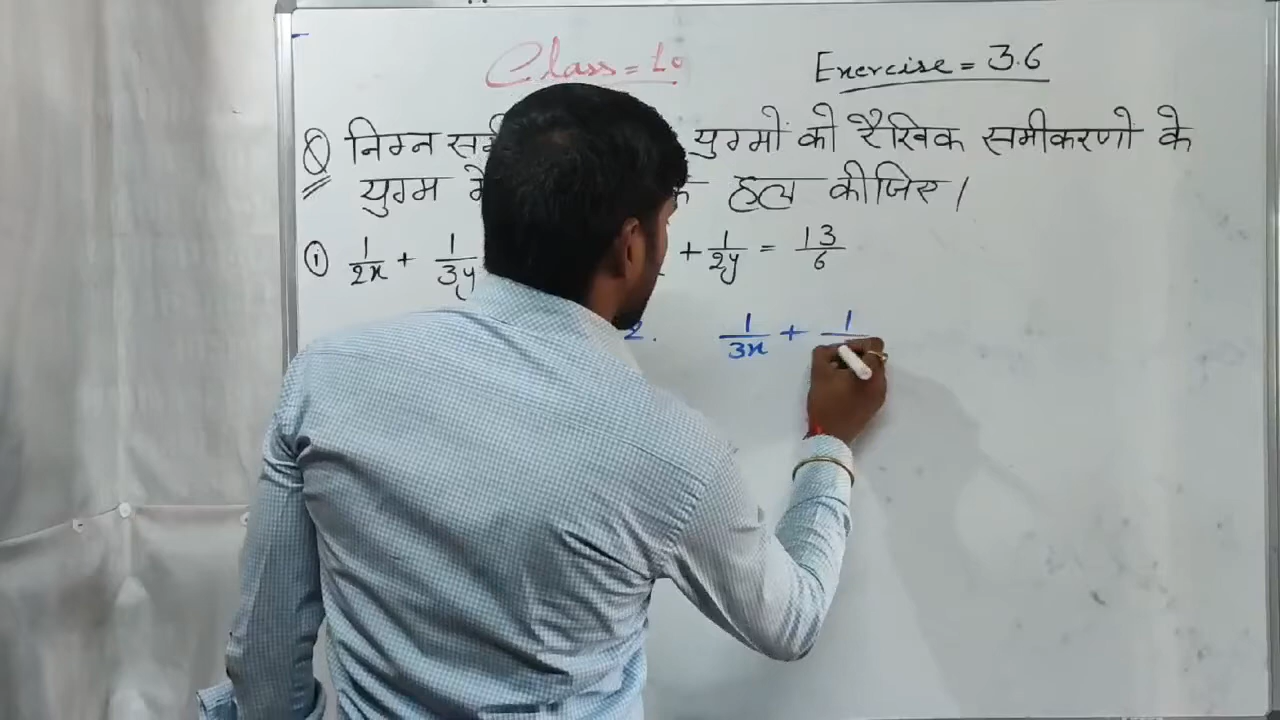 Class = 10
Exercise = 3.6
Q निम्न युग्मों को रैखिक समीकरणो के
युग्म हल कीजिए।
(i) 1/2x + 1/3y + 1/2y = 13/6
2. 1/3x + 1